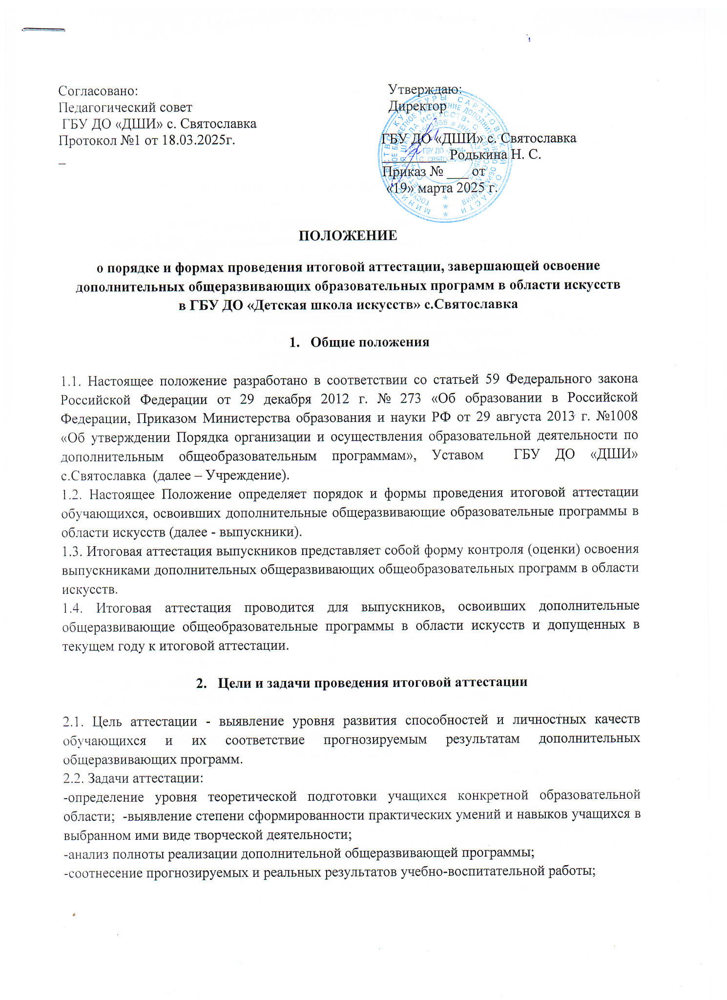 Согласовано:
Педагогический совет
ГБУ ДО «ДШИ» с. Святославка
Протокол №1 от 18.03.2025г.
_
Утверждаю:
Директор
ГБУ ДО «ДШИ» с. Святославка
_________ Родькина Н. С.
Приказ № ___ от
«19» марта 2025 г.
ПОЛОЖЕНИЕ
о порядке и формах проведения итоговой аттестации, завершающей освоение
дополнительных общеразвивающих образовательных программ в области искусств
в ГБУ ДО «Детская школа искусств» с.Святославка
1. Общие положения
1.1. Настоящее положение разработано в соответствии со статьей 59 Федерального закона
Российской Федерации от 29 декабря 2012 г. № 273 «Об образовании в Российской
Федерации, Приказом Министерства образования и науки РФ от 29 августа 2013 г. №1008
«Об утверждении Порядка организации и осуществления образовательной деятельности по
дополнительным общеобразовательным программам», Уставом ГБУ ДО «ДШИ»
с.Святославка (далее – Учреждение).
1.2. Настоящее Положение определяет порядок и формы проведения итоговой аттестации
обучающихся, освоивших дополнительные общеразвивающие образовательные программы в
области искусств (далее - выпускники).
1.3. Итоговая аттестация выпускников представляет собой форму контроля (оценки) освоения
выпускниками дополнительных общеразвивающих общеобразовательных программ в области
искусств.
1.4. Итоговая аттестация проводится для выпускников, освоивших дополнительные
общеразвивающие общеобразовательные программы в области искусств и допущенных в
текущем году к итоговой аттестации.
2. Цели и задачи проведения итоговой аттестации
2.1. Цель аттестации - выявление уровня развития способностей и личностных качеств
обучающихся и их соответствие прогнозируемым результатам дополнительных
общеразвивающих программ.
2.2. Задачи аттестации:
-определение уровня теоретической подготовки учащихся конкретной образовательной
области; -выявление степени сформированности практических умений и навыков учащихся в
выбранном ими виде творческой деятельности;
-анализ полноты реализации дополнительной общеразвивающей программы;
-соотнесение прогнозируемых и реальных результатов учебно-воспитательной работы;